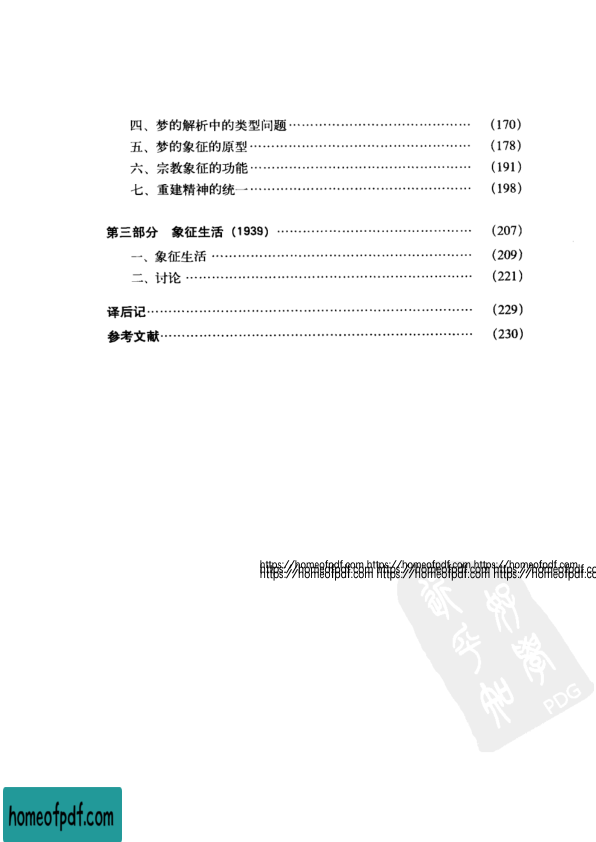 四、梦的解析中的类型问题………………………………… (170)
五、梦的象征的原型………………………………………… (178)
六、宗教象征的功能………………………………………… (191)
七、重建精神的统一………………………………………… (198)
第三部分 象征生活(1939)………………………………… (207)
一、象征生活………………………………………………… (209)
二、讨论……………………………………………………… (221)
译后记………………………………………………………… (229)
参考文献……………………………………………………… (230)
https://homeofpdf.com https://homeofpdf.com https://homeofpdf.com
https://homeofpdf.com https://homeofpdf.com https://homeofpdf.co
PDG
homeofpdf.com